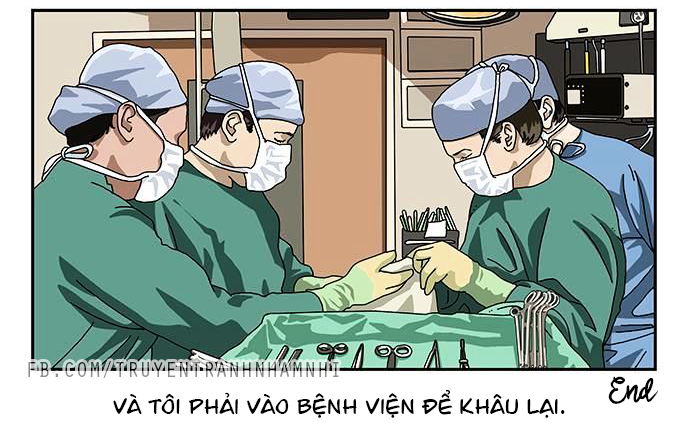 FB.COM/TRUYENTRANHNHAMNHI
End
VÀ TÔI PHẢI VÀO BỆNH VIỆN ĐỂ KHÂU LẠI.